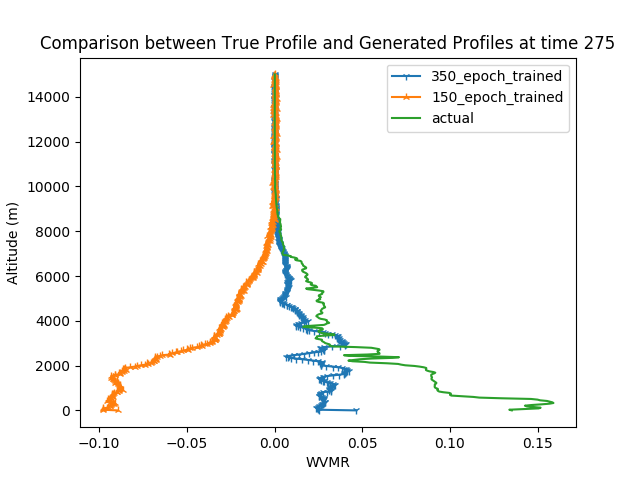 Comparison between True Profile and Generated Profiles at time 275
350_epoch_trained
150_epoch_trained
actual
14000
12000
10000
8000
6000
4000
2000
0
Altitude (m)
−0.10
−0.05
0.00
0.05
0.10
0.15
WVMR